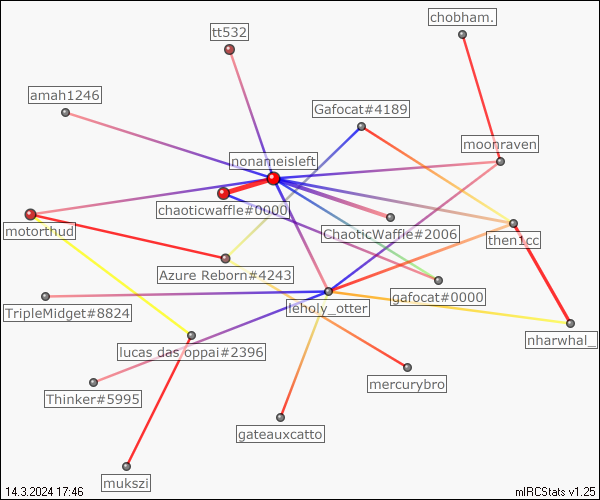 chobham.
tt532
amah1246
Gafocat#4189
moonraven
nonameisleft
chaoticwaffle#0000
motorthud
ChaoticWaffle#2006
then1cc
Azure Reborn#4243
gafocat#0000
TripleMidget#8824
leholy_otter
nharwhal_
lucas das oppai#2396
mercurybro
Thinker#5995
gateauxcatto
mukszi
14.3.2024 17:46
mIRCStats v1.25